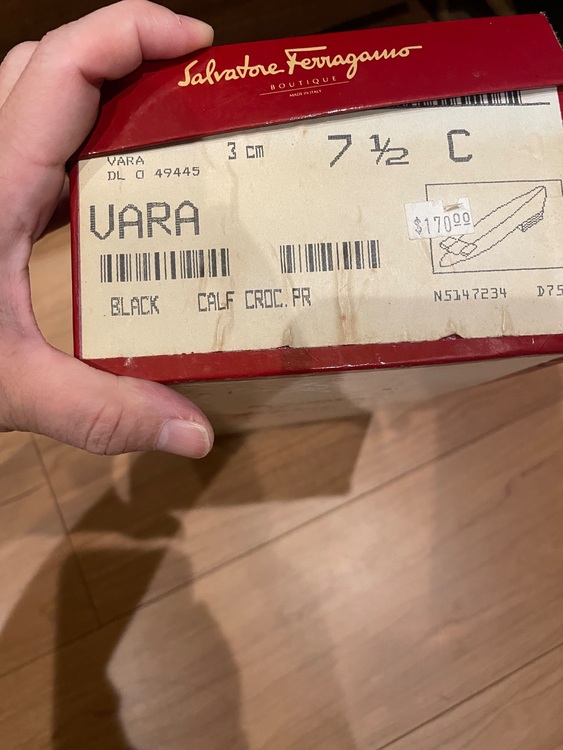 Salvatore Ferragamo
BOUTIQUE
MADE IN ITALY
VARA 3 cm 7 ½ C
DL 0 49445
VARA
$170.00
BLACK CALF CROC. PR N5147234 D75